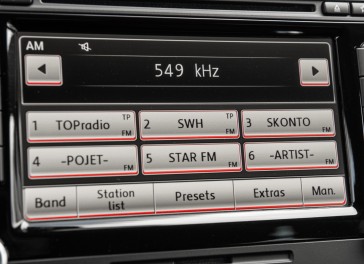 AM
549 kHz
1 TOPradio TP FM
2 SWH TP FM
3 SKONTO FM
4 -POJET- FM
5 STAR FM FM
6 -ARTIST- FM
Band Station list Presets Extras Man.